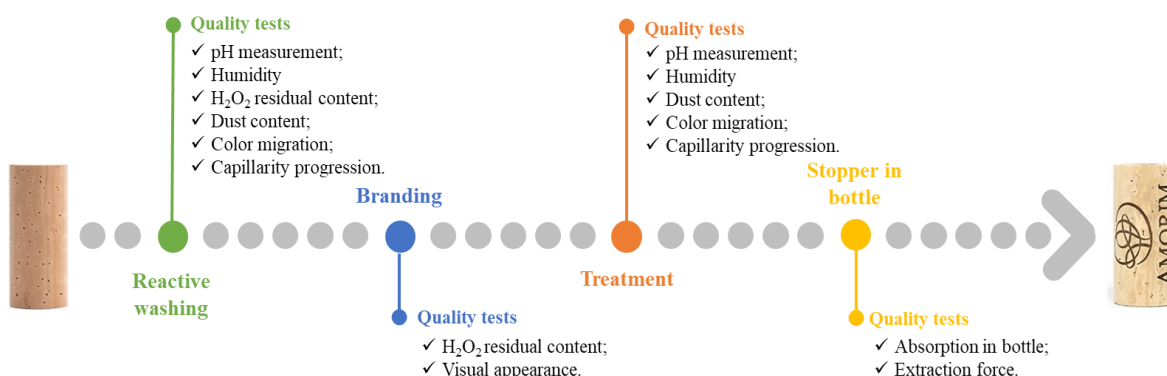 Quality tests
✓ pH measurement;
✓ Humidity
✓ H₂O₂ residual content;
✓ Dust content;
✓ Color migration;
✓ Capillarity progression.
Reactive
washing
Branding
Quality tests
✓ H₂O₂ residual content;
✓ Visual appearance.
Quality tests
✓ pH measurement;
✓ Humidity
✓ Dust content;
✓ Color migration;
✓ Capillarity progression.
Treatment
Stopper in
bottle
Quality tests
✓ Absorption in bottle;
✓ Extraction force.
AMORIM